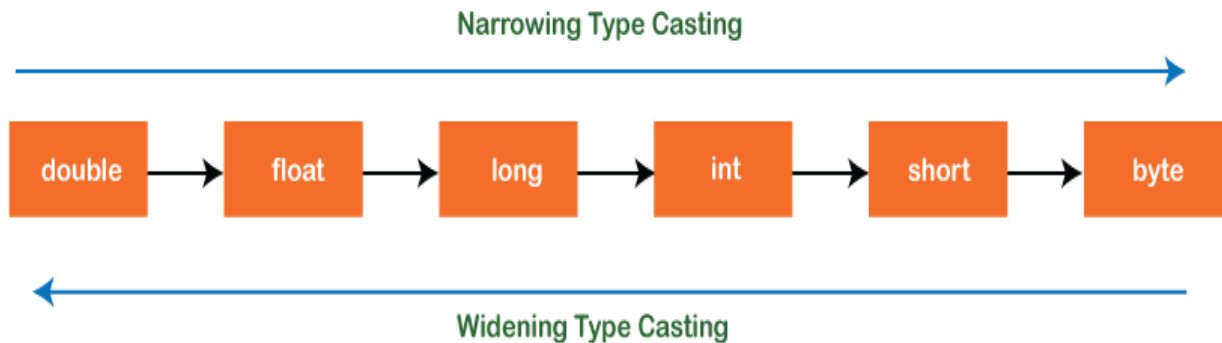 Narrowing Type Casting
double float long int short byte
Widening Type Casting